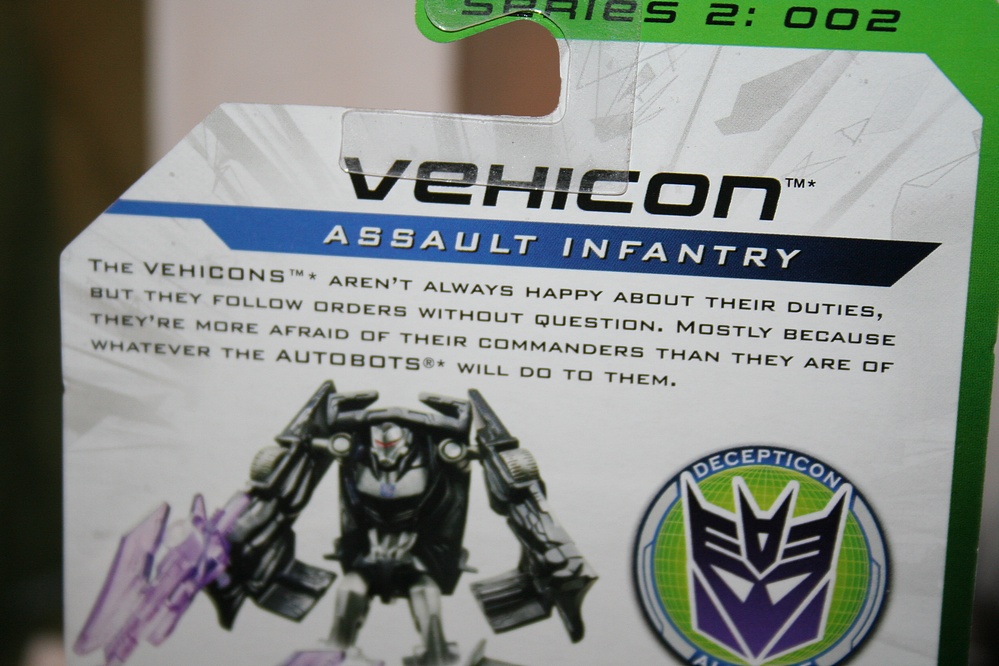 SERIES 2: 002
VEHICON™*
ASSAULT INFANTRY
THE VEHICONS™* AREN'T ALWAYS HAPPY ABOUT THEIR DUTIES,
BUT THEY FOLLOW ORDERS WITHOUT QUESTION. MOSTLY BECAUSE
THEY'RE MORE AFRAID OF THEIR COMMANDERS THAN THEY ARE OF
WHATEVER THE AUTOBOTS®* WILL DO TO THEM.
DECEPTICON